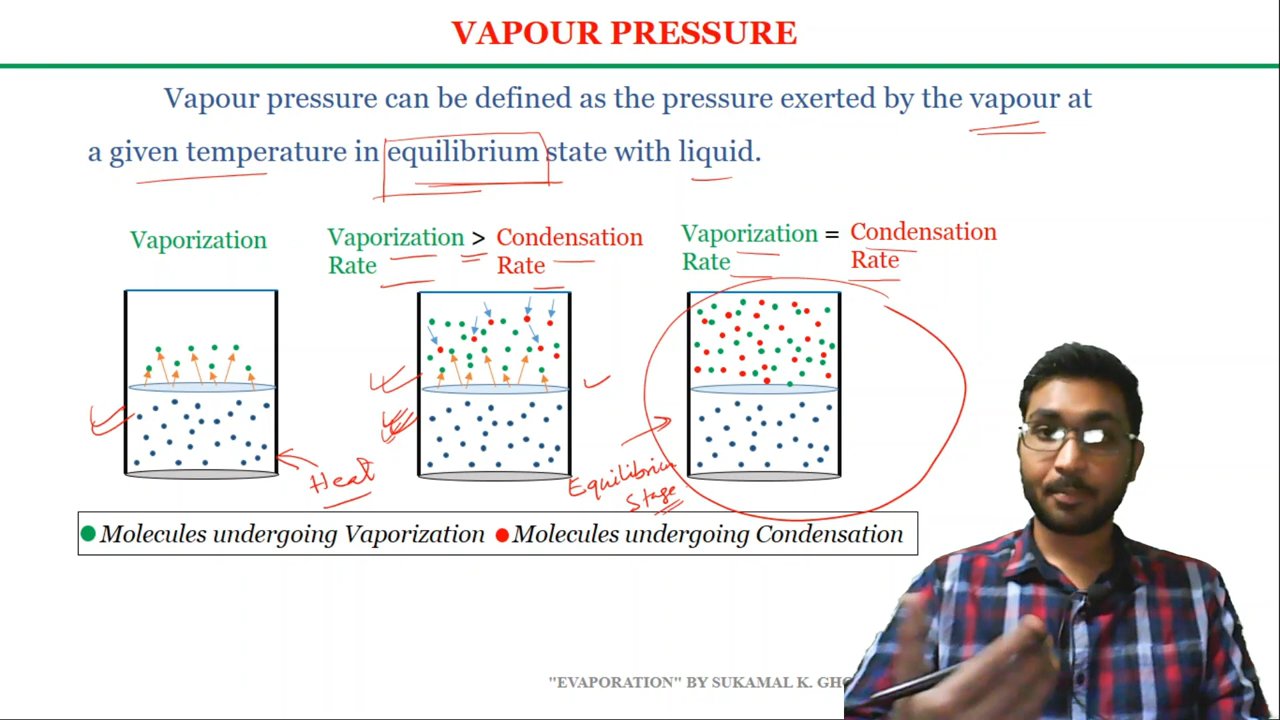 VAPOUR PRESSURE
Vapour pressure can be defined as the pressure exerted by the vapour at
a given temperature in equilibrium state with liquid.
Vaporization
Vaporization Rate > Condensation Rate
Vaporization Rate = Condensation Rate
Heat
Equilibrium
Stage
Molecules undergoing Vaporization Molecules undergoing Condensation
"EVAPORATION" BY SUKAMAL K.